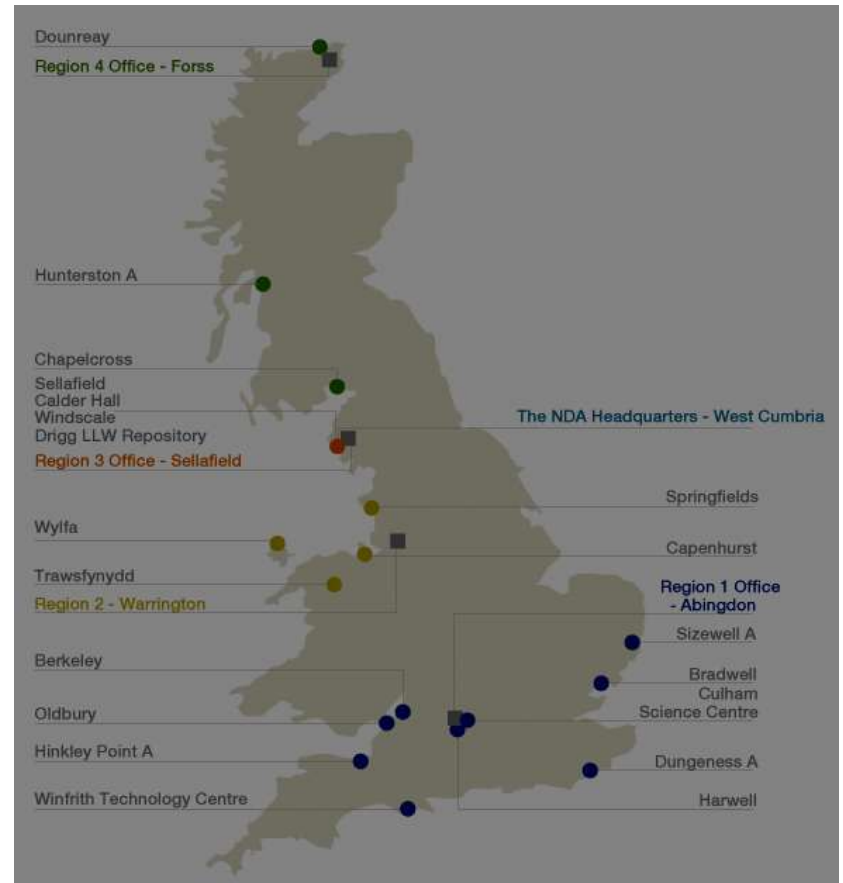 Dounreay
Region 4 Office - Forss
Hunterston A
Chapelcross
Sellafield
Calder Hall
Windscale
Drigg LLW Repository
Region 3 Office - Sellafield
Wylfa
Trawsfynydd
Region 2 - Warrington
Berkeley
Oldbury
Hinkley Point A
Winfrith Technology Centre
The NDA Headquarters - West Cumbria
Springfields
Capenhurst
Region 1 Office
- Abingdon
Sizewell A
Bradwell
Culham
Science Centre
Dungeness A
Harwell